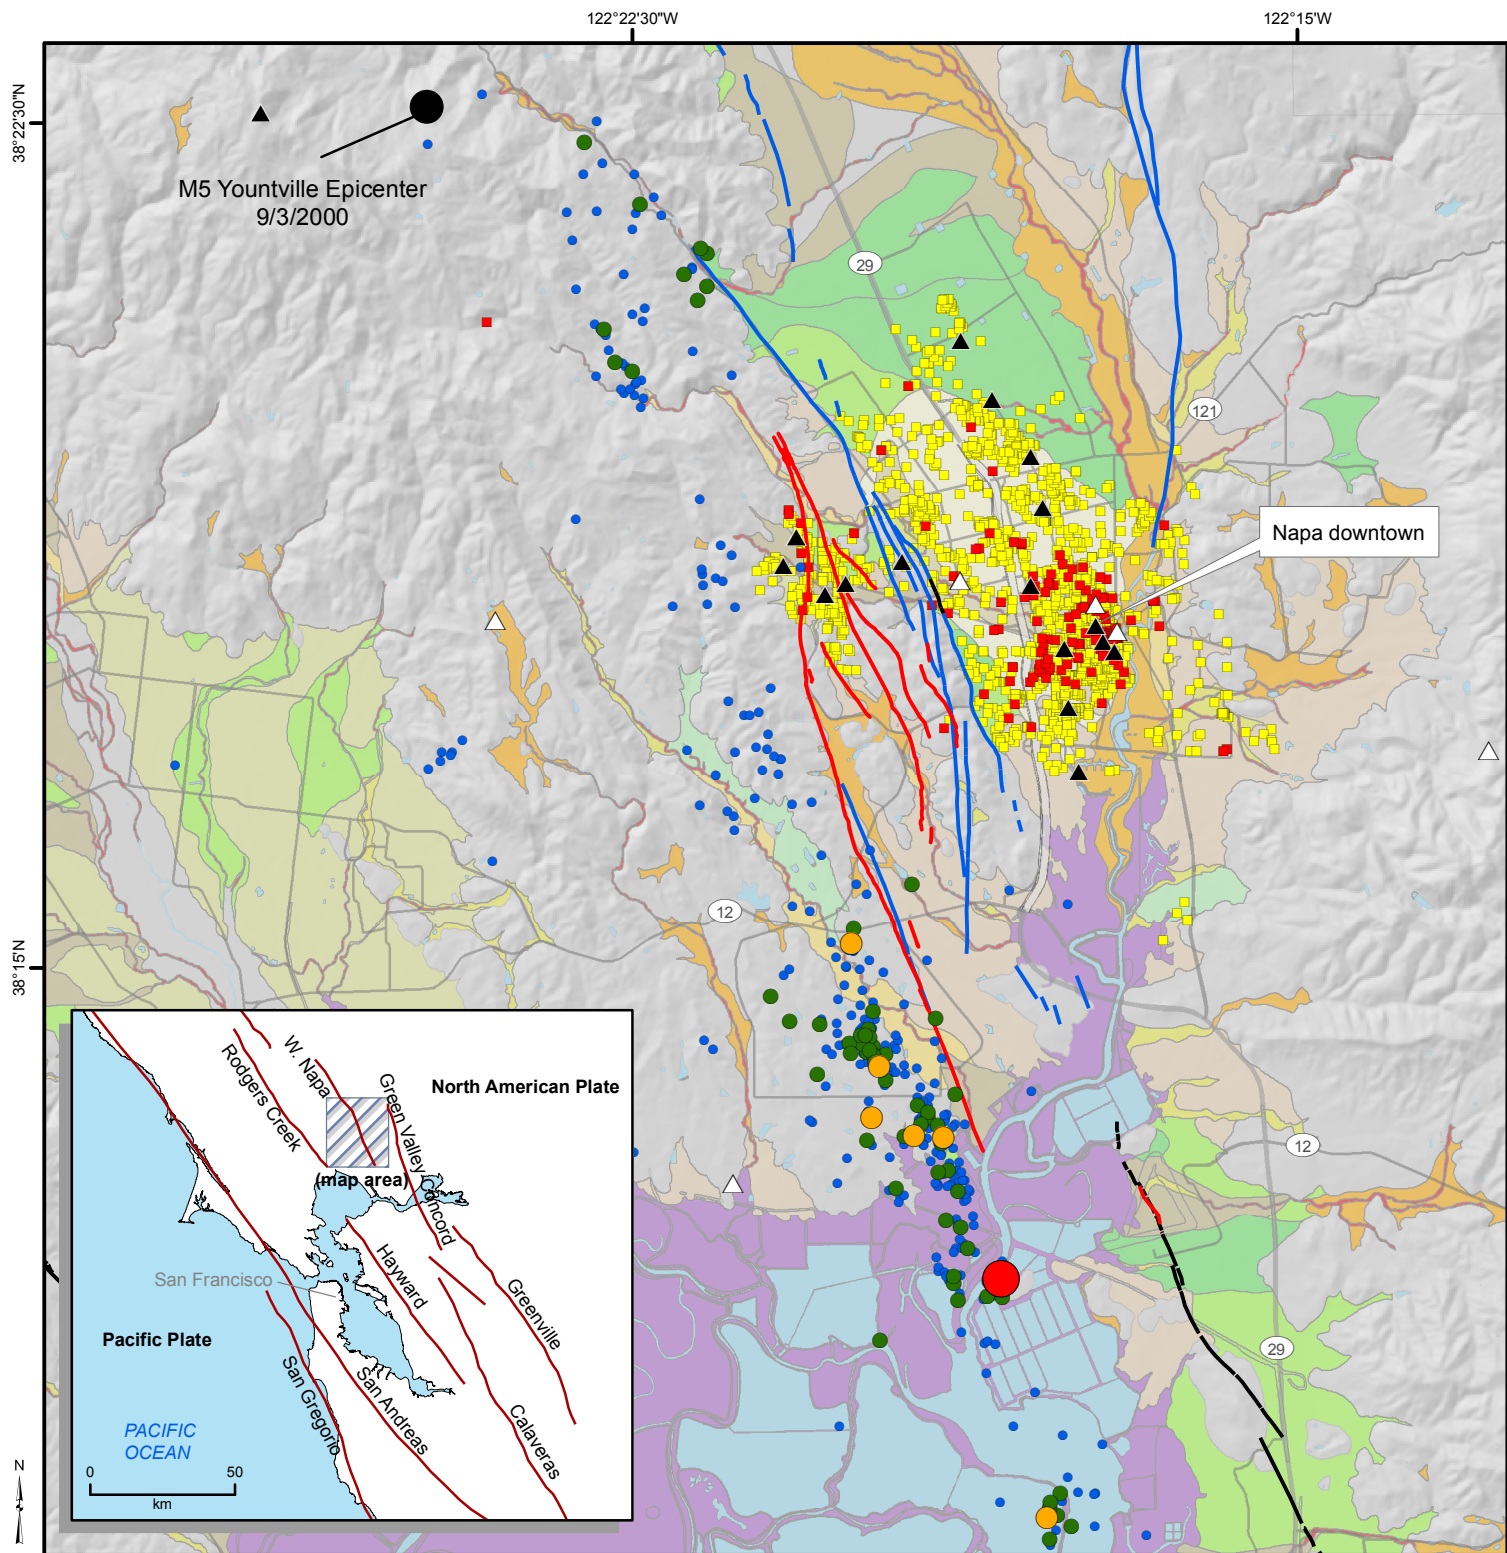 122°22'30"W
122°15'W
38°22'30"N
M5 Yountville Epicenter
9/3/2000
29
121
Napa downtown
12
38°15'N
W. Napa
Rodgers Creek
Green Valley
Concord
North American Plate
(map area)
Hayward
San Francisco
Greenville
Pacific Plate
San Gregorio
San Andreas
Calaveras
PACIFIC
OCEAN
0
50
km
N
12
29